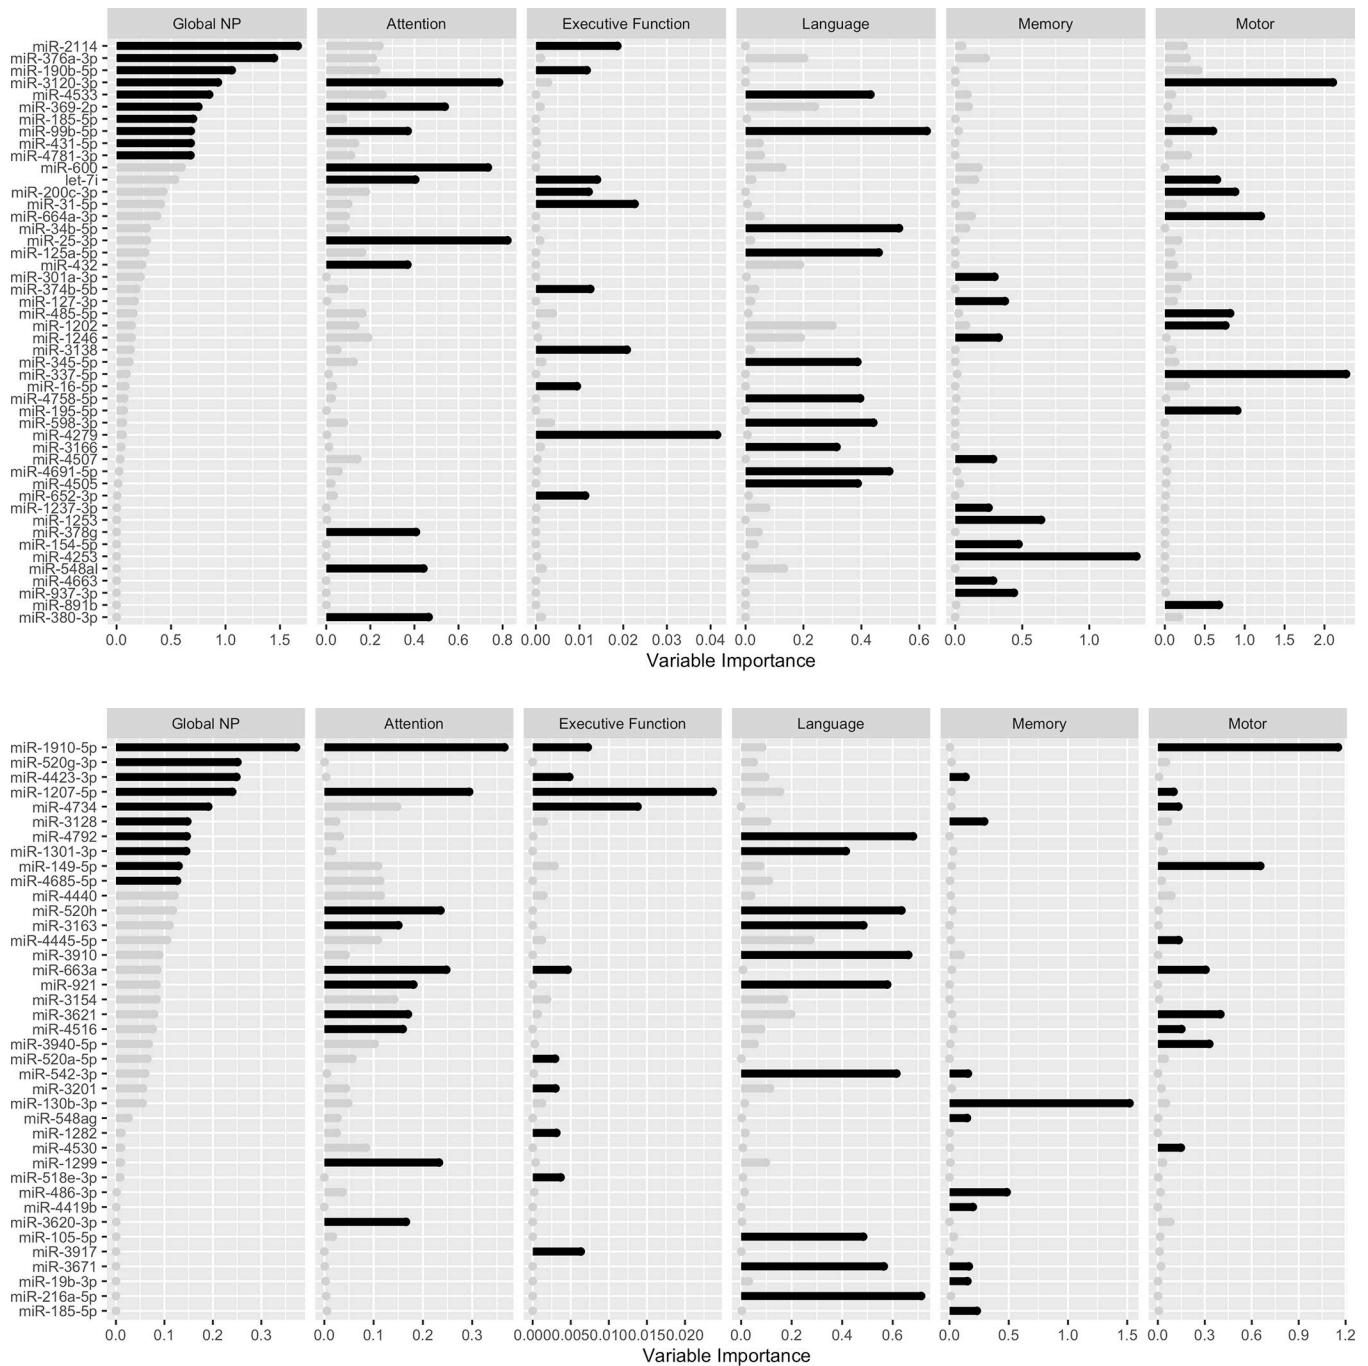 Global NP Attention Executive Function Language Memory Motor
miR-2114
miR-376a-3p
miR-190b-5p
miR-3120-3p
miR-4533
miR-369-2p
miR-185-5p
miR-99b-5p
miR-431-5p
miR-4781-3p
miR-600
let-7i
miR-200c-3p
miR-31-5p
miR-664a-3p
miR-34b-5p
miR-25-3p
miR-125a-5p
miR-432
miR-301a-3p
miR-374b-5b
miR-127-3p
miR-485-5p
miR-1202
miR-1246
miR-3138
miR-345-5p
miR-337-5p
miR-16-5p
miR-4758-5p
miR-195-5p
miR-598-3p
miR-4279
miR-3166
miR-4507
miR-4691-5p
miR-4505
miR-652-3p
miR-1237-3p
miR-1253
miR-378g
miR-154-5p
miR-4253
miR-548al
miR-4663
miR-937-3p
miR-891b
miR-380-3p
0.0 0.5 1.0 1.5 0.0 0.2 0.4 0.6 0.8 0.00 0.01 0.02 0.03 0.04 0.0 0.2 0.4 0.6 0.0 0.5 1.0 0.0 0.5 1.0 1.5 2.0
Variable Importance
Global NP Attention Executive Function Language Memory Motor
miR-1910-5p
miR-520g-3p
miR-4423-3p
miR-1207-5p
miR-4734
miR-3128
miR-4792
miR-1301-3p
miR-149-5p
miR-4685-5p
miR-4440
miR-520h
miR-3163
miR-4445-5p
miR-3910
miR-663a
miR-921
miR-3154
miR-3621
miR-4516
miR-3940-5p
miR-520a-5p
miR-542-3p
miR-3201
miR-130b-3p
miR-548ag
miR-1282
miR-4530
miR-1299
miR-518e-3p
miR-486-3p
miR-4419b
miR-3620-3p
miR-105-5p
miR-3917
miR-3671
miR-19b-3p
miR-216a-5p
miR-185-5p
0.0 0.1 0.2 0.3 0.0 0.1 0.2 0.3 0.000 0.005 0.010 0.015 0.020 0.0 0.2 0.4 0.6 0.0 0.5 1.0 1.5 0.0 0.3 0.6 0.9 1.2
Variable Importance